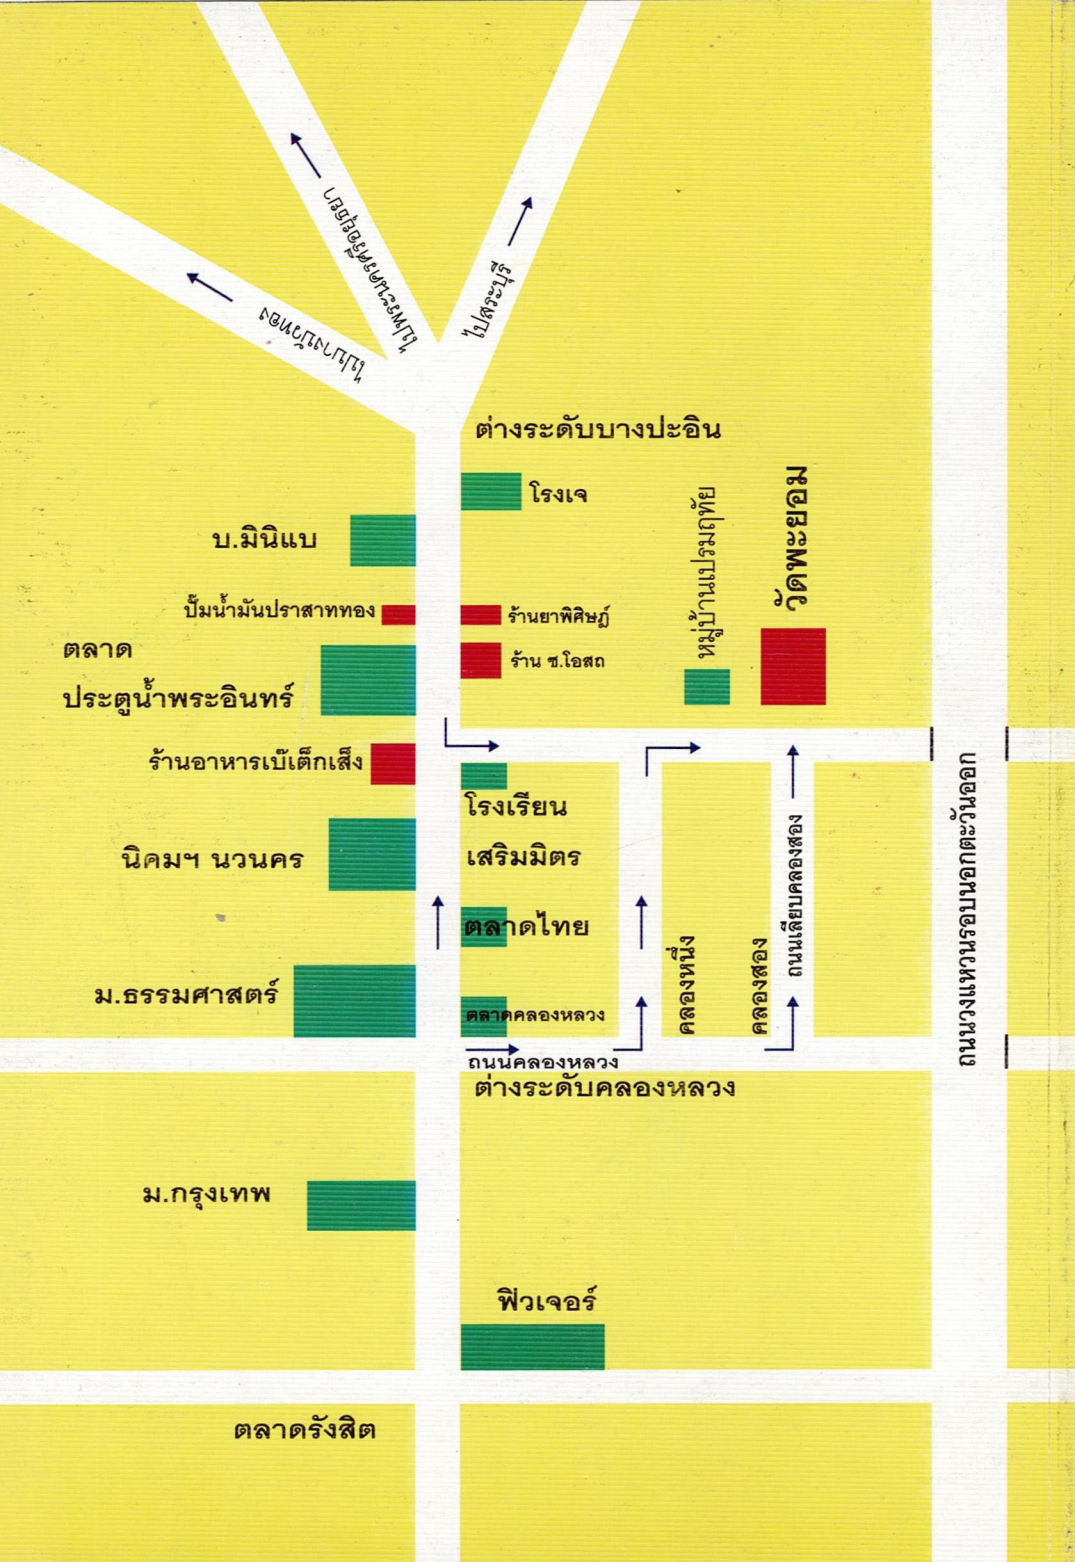 ไปพระนครศรีอยุธยา
ไปสระบุรี
ไปบางบัวทอง
ต่างระดับบางปะอิน
โรงเจ
บ.มินิแบ
หมู่บ้านเปรมฤทัย
วัดพะยอม
ปั๊มน้ำมันปราสาททอง
ร้านยาพิศิษฎ์
ตลาด
ประตูน้ำพระอินทร์
ร้าน ซ.โอสถ
ร้านอาหารเบ๊เต็กเส็ง
โรงเรียน
เสริมมิตร
นิคมฯ นวนคร
ตลาดไทย
ม.ธรรมศาสตร์
ตลาดคลองหลวง
คลองหนึ่ง
คลองสอง
ถนนเลียบคลองสอง
ถนนวงแหวนรอบนอกตะวันออก
ถนนคลองหลวง
ต่างระดับคลองหลวง
ม.กรุงเทพ
ฟิวเจอร์
ตลาดรังสิต